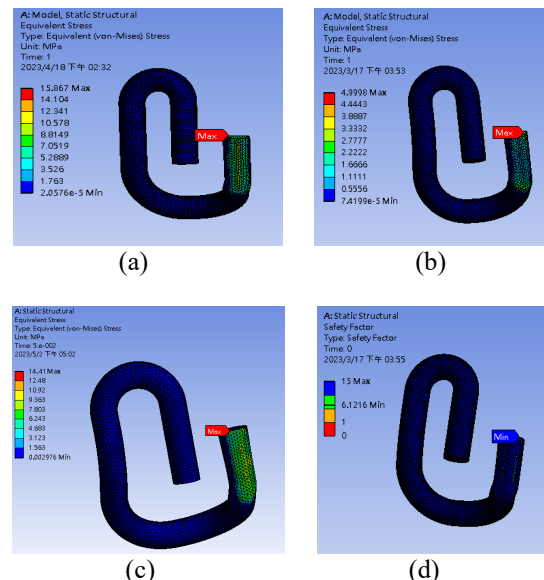 A: Model, Static Structural
Equivalent Stress
Type: Equivalent (von-Mises) Stress
Unit: MPa
Time: 1
2023/4/18 下午 02:32
15.867 Max
14.104
12.341
10.578
8.8149
7.0519
5.2889
3.526
1.763
2.0576e-5 Min
Max
(a)
A: Model, Static Structural
Equivalent Stress
Type: Equivalent (von-Mises) Stress
Unit: MPa
Time: 1
2023/3/17 下午 03:53
4.9998 Max
4.4443
3.8887
3.3332
2.7777
2.2222
1.6666
1.1111
0.5556
7.4199e-5 Min
Max
(b)
A: Static Structural
Equivalent Stress
Type: Equivalent (von-Mises) Stress
Unit: MPa
Time: 5.e-002
2023/5/2 下午 05:02
14.41 Max
12.48
10.92
9.363
7.803
6.243
4.683
3.123
1.563
0.002976 Min
Max
(c)
A: Static Structural
Safety Factor
Type: Safety Factor
Time: 0
2023/3/17 下午 03:55
15 Max
6.1216 Min
1
0
Min
(d)